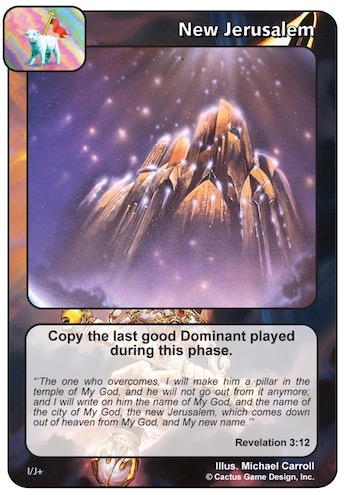 New Jerusalem
Copy the last good Dominant played
during this phase.
"'The one who overcomes, I will make him a pillar in the
temple of My God, and he will not go out from it anymore;
and I will write on him the name of My God, and the name of
the city of My God, the new Jerusalem, which comes down
out of heaven from My God, and My new name.'"
Revelation 3:12
Illus. Michael Carroll
I/J+
© Cactus Game Design, Inc.